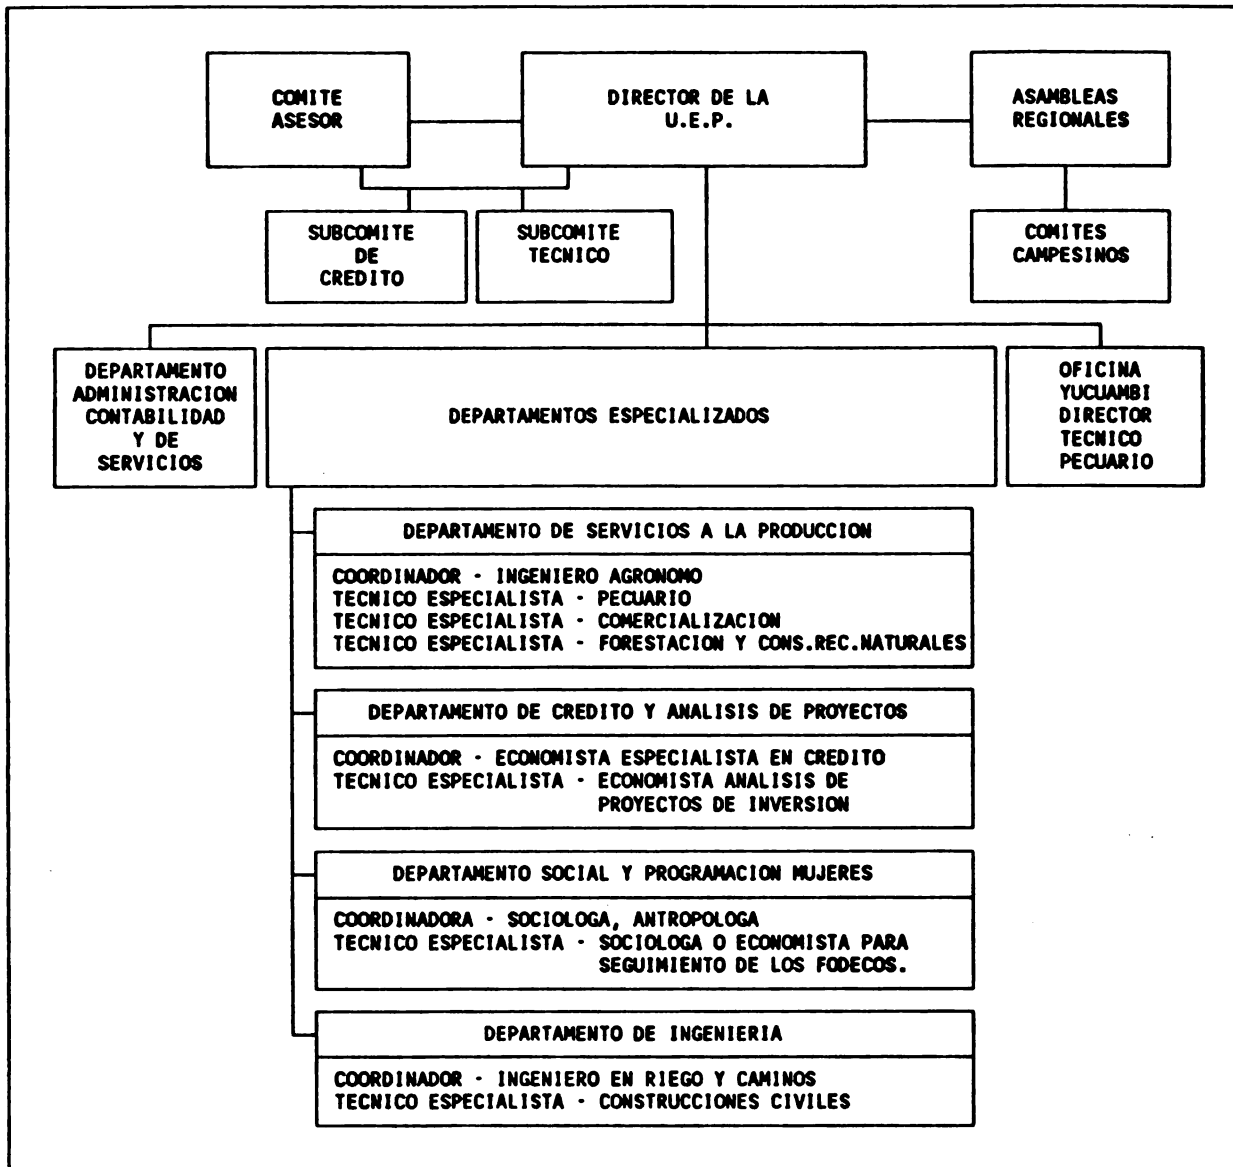 COMITE
ASESOR
DIRECTOR DE LA
U.E.P.
ASAMBLEAS
REGIONALES
SUBCOMITE
DE
CREDITO
SUBCOMITE
TECNICO
COMITES
CAMPESINOS
DEPARTAMENTO
ADMINISTRACION
CONTABILIDAD
Y DE
SERVICIOS
DEPARTAMENTOS ESPECIALIZADOS
OFICINA
YUCUAMBI
DIRECTOR
TECNICO
PECUARIO
DEPARTAMENTO DE SERVICIOS A LA PRODUCCION
COORDINADOR - INGENIERO AGRONOMO
TECNICO ESPECIALISTA - PECUARIO
TECNICO ESPECIALISTA - COMERCIALIZACION
TECNICO ESPECIALISTA - FORESTACION Y CONS.REC.NATURALES
DEPARTAMENTO DE CREDITO Y ANALISIS DE PROYECTOS
COORDINADOR - ECONOMISTA ESPECIALISTA EN CREDITO
TECNICO ESPECIALISTA - ECONOMISTA ANALISIS DE
PROYECTOS DE INVERSION
DEPARTAMENTO SOCIAL Y PROGRAMACION MUJERES
COORDINADORA - SOCIOLOGA, ANTROPOLOGA
TECNICO ESPECIALISTA - SOCIOLOGA O ECONOMISTA PARA
SEGUIMIENTO DE LOS FODECOS.
DEPARTAMENTO DE INGENIERIA
COORDINADOR - INGENIERO EN RIEGO Y CAMINOS
TECNICO ESPECIALISTA - CONSTRUCCIONES CIVILES